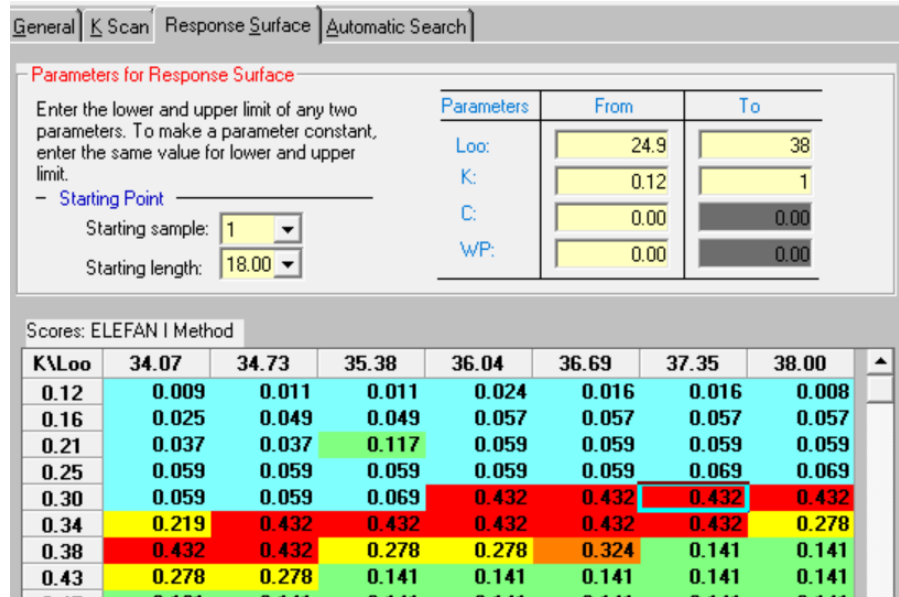 General K Scan Response Surface Automatic Search
Parameters for Response Surface
Enter the lower and upper limit of any two
parameters. To make a parameter constant,
enter the same value for lower and upper
limit.
Starting Point
Starting sample: 1
Starting length: 18.00
Parameters From To
Loo: 24.9 38
K: 0.12 1
C: 0.00 0.00
WP: 0.00 0.00
Scores: ELEFAN I Method
K\Loo 34.07 34.73 35.38 36.04 36.69 37.35 38.00
0.12 0.009 0.011 0.011 0.024 0.016 0.016 0.008
0.16 0.025 0.049 0.049 0.057 0.057 0.057 0.057
0.21 0.037 0.037 0.117 0.059 0.059 0.059 0.059
0.25 0.059 0.059 0.059 0.059 0.059 0.069 0.069
0.30 0.059 0.059 0.069 0.432 0.432 0.432 0.432
0.34 0.219 0.432 0.432 0.432 0.432 0.432 0.278
0.38 0.432 0.432 0.278 0.278 0.324 0.141 0.141
0.43 0.278 0.278 0.141 0.141 0.141 0.141 0.141